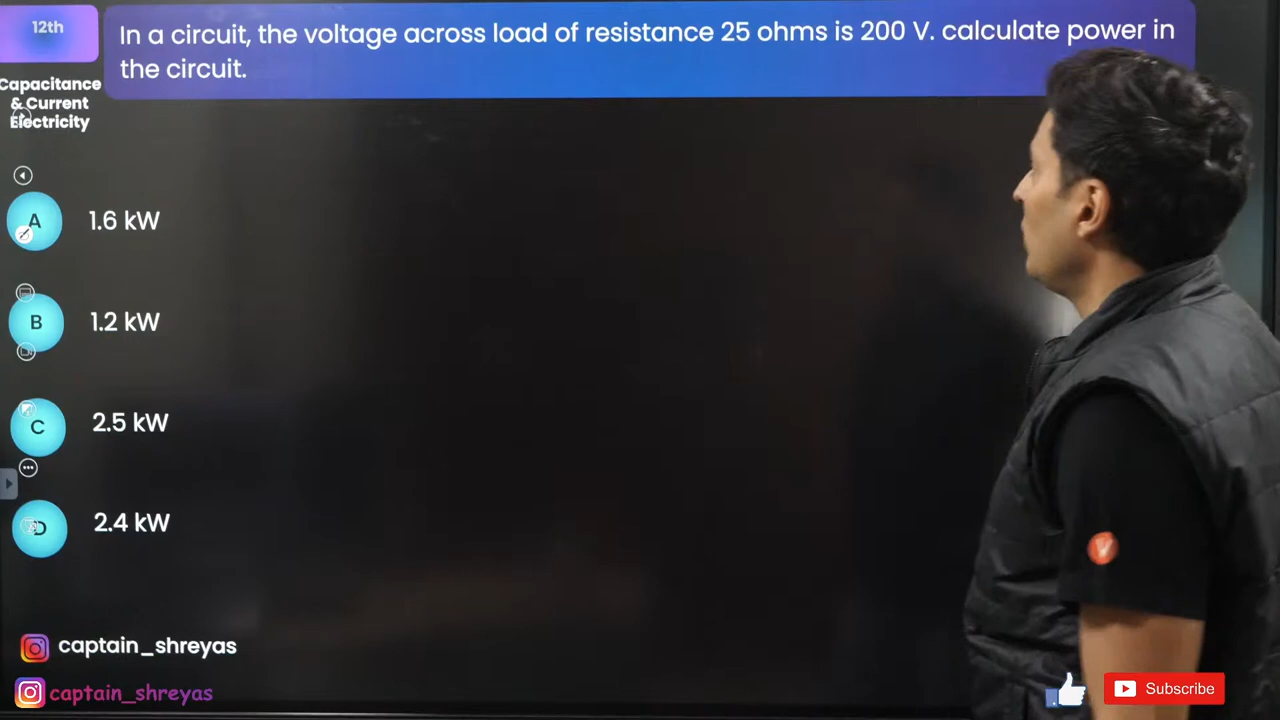 12th
In a circuit, the voltage across load of resistance 25 ohms is 200 V. calculate power in
the circuit.
Capacitance
& Current
Electricity
A 1.6 kW
B 1.2 kW
C 2.5 kW
D 2.4 kW
captain_shreyas
captain_shreyas
Subscribe